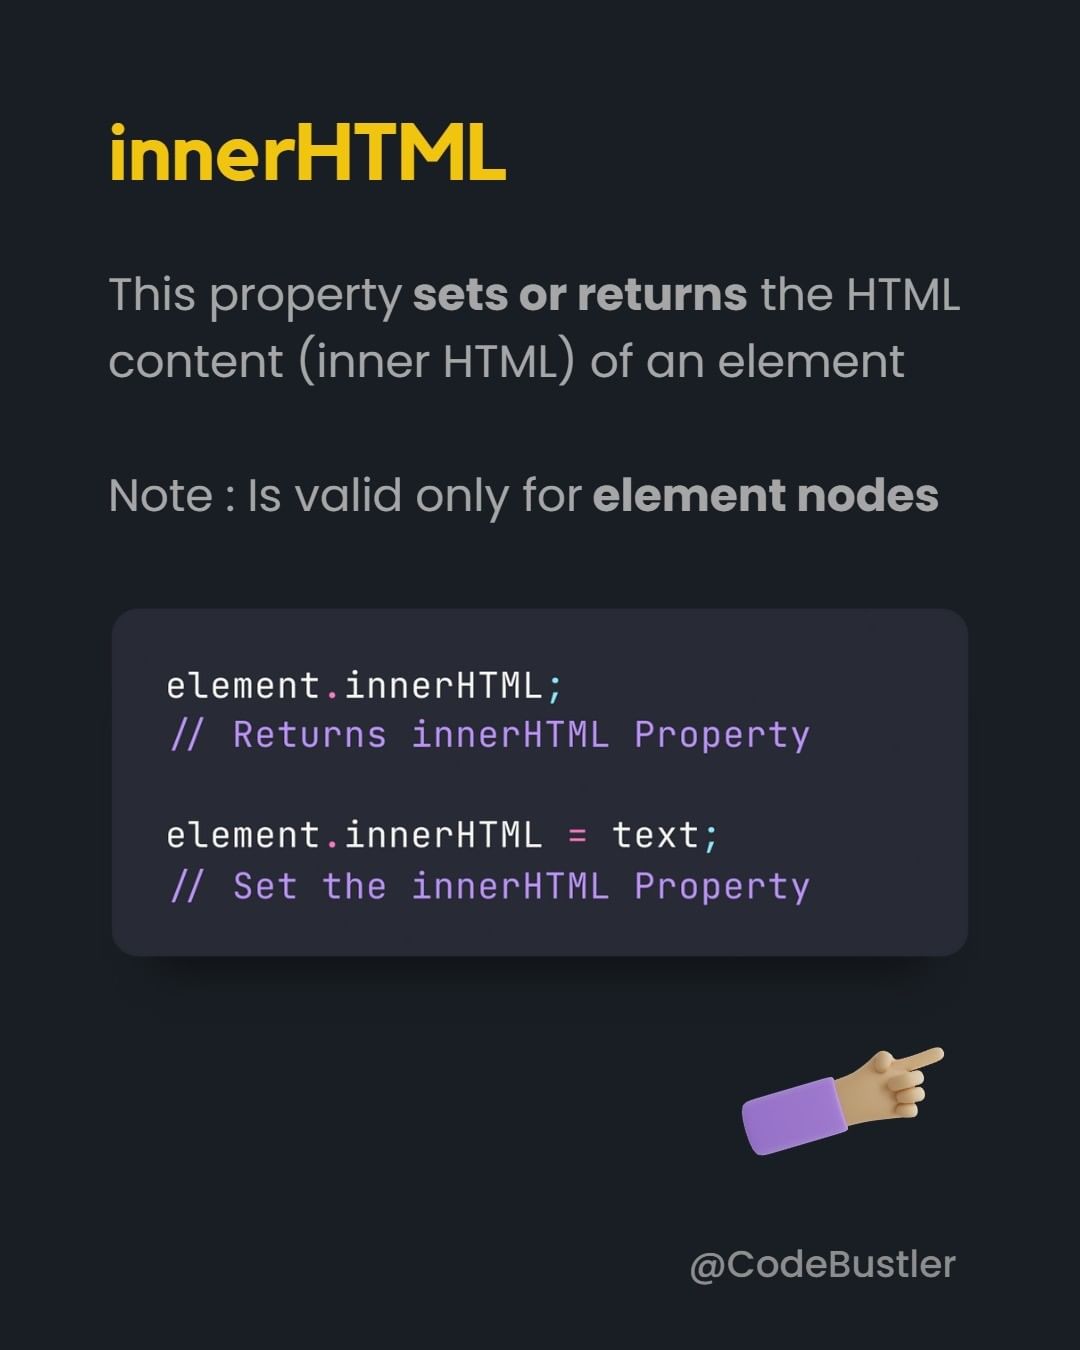 innerHTML
This property sets or returns the HTML
content (inner HTML) of an element
Note : Is valid only for element nodes
element.innerHTML;
// Returns innerHTML Property
element.innerHTML = text;
// Set the innerHTML Property
@CodeBustler